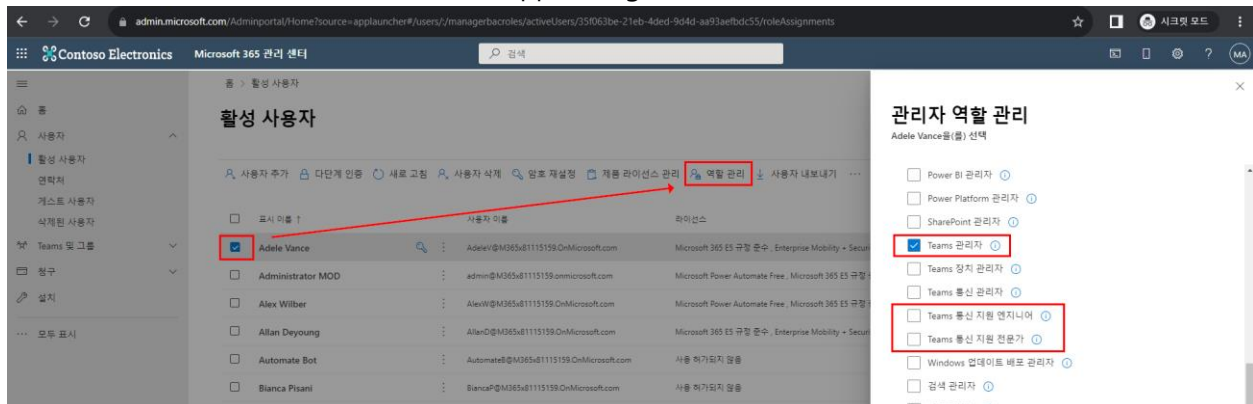 admin.microsoft.com/Adminportal/Home?source=applauncher#/users/:/managerbacroles/activeUsers/35f063be-21eb-4ded-9d4d-aa93aefbdc55/roleAssignments
시크릿 모드
Contoso Electronics
Microsoft 365 관리 센터
검색
MA
홈
사용자
활성 사용자
연락처
게스트 사용자
삭제된 사용자
Teams 및 그룹
청구
설치
모두 표시
홈 > 활성 사용자
활성 사용자
사용자 추가 다단계 인증 새로 고침 사용자 삭제 암호 재설정 제품 라이선스 관리 역할 관리 사용자 내보내기 ...
표시 이름 ↑ 사용자 이름 라이선스
Adele Vance AdeleV@M365x81115159.OnMicrosoft.com Microsoft 365 E5 규정 준수 , Enterprise Mobility + Securi
Administrator MOD admin@M365x81115159.onmicrosoft.com Microsoft Power Automate Free , Microsoft 365 E5 규정
Alex Wilber AlexW@M365x81115159.OnMicrosoft.com Microsoft Power Automate Free , Microsoft 365 E5 규정
Allan Deyoung AllanD@M365x81115159.OnMicrosoft.com Microsoft 365 E5 규정 준수 , Enterprise Mobility + Securi
Automate Bot AutomateB@M365x81115159.OnMicrosoft.com 사용 허가되지 않음
Bianca Pisani BiancaP@M365x81115159.OnMicrosoft.com 사용 허가되지 않음
관리자 역할 관리
Adele Vance을(를) 선택
Power BI 관리자
Power Platform 관리자
SharePoint 관리자
Teams 관리자
Teams 장치 관리자
Teams 통신 관리자
Teams 통신 지원 엔지니어
Teams 통신 지원 전문가
Windows 업데이트 배포 관리자
검색 관리자